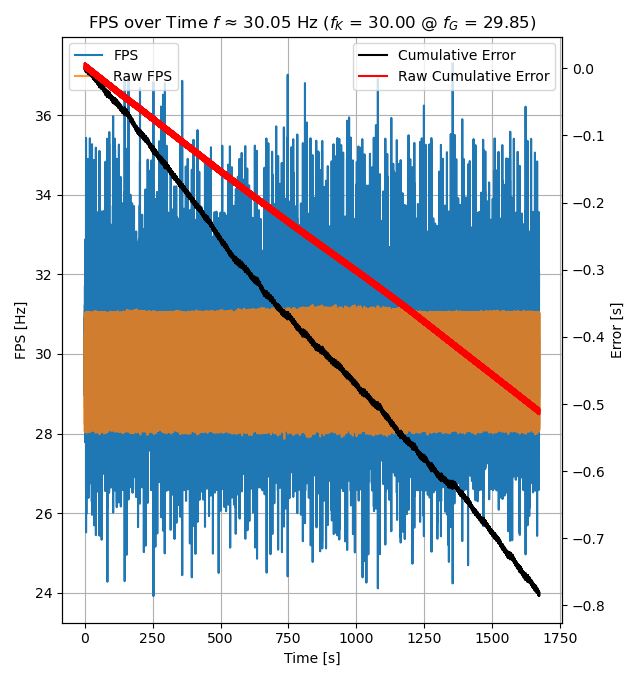 FPS over Time f ≈ 30.05 Hz (f_K = 30.00 @ f_G = 29.85)
FPS
Raw FPS
Cumulative Error
Raw Cumulative Error
36
34
32
30
28
26
24
FPS [Hz]
0.0
−0.1
−0.2
−0.3
−0.4
−0.5
−0.6
−0.7
−0.8
Error [s]
0 250 500 750 1000 1250 1500 1750
Time [s]